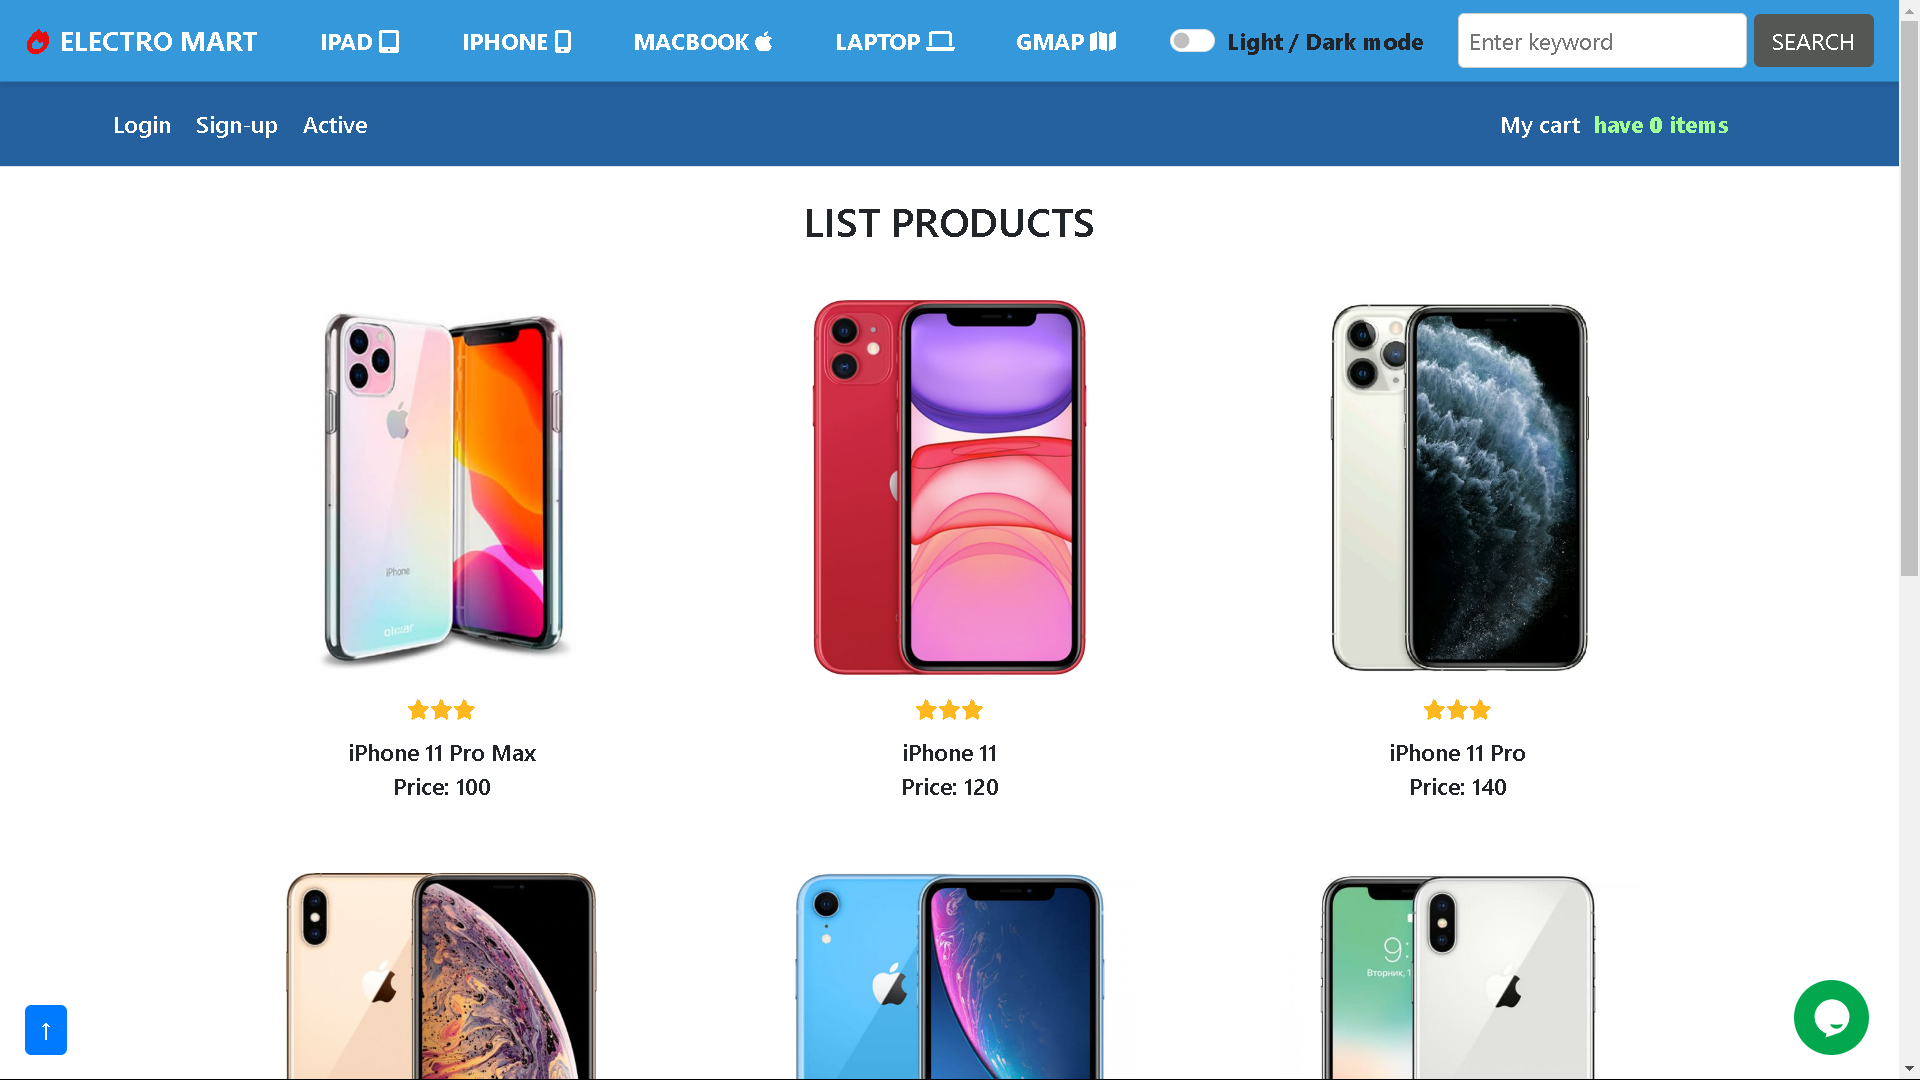 ELECTRO MART
IPAD
IPHONE
MACBOOK
LAPTOP
GMAP
Light / Dark mode
Enter keyword
SEARCH
Login
Sign-up
Active
My cart have 0 items
LIST PRODUCTS
iPhone
olixar
iPhone 11 Pro Max
Price: 100
iPhone 11
Price: 120
iPhone 11 Pro
Price: 140
9:
Вторник, 1
↑